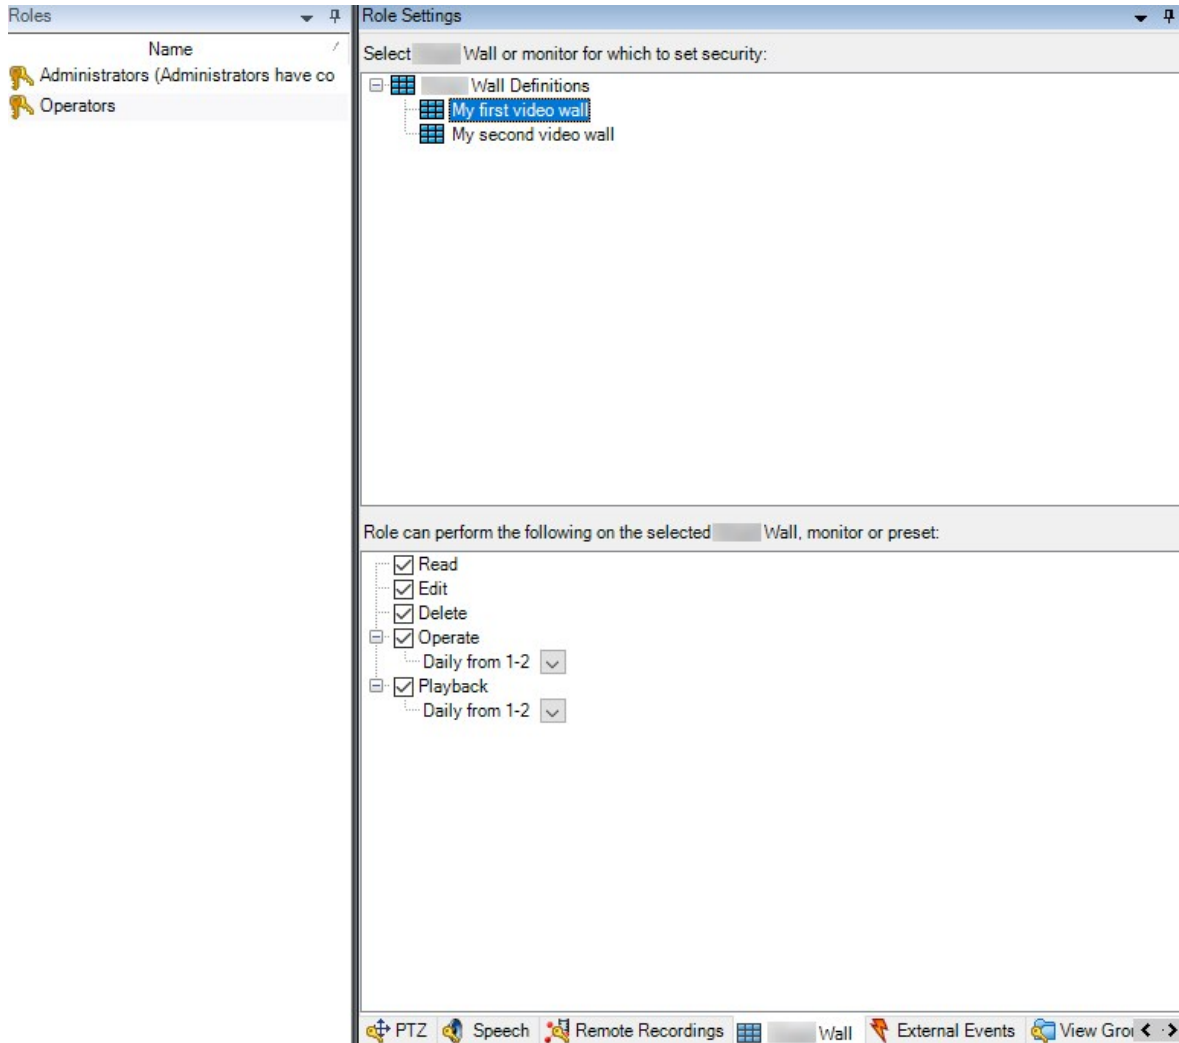 Roles
Name
Administrators (Administrators have co
Operators
Role Settings
Select Wall or monitor for which to set security:
Wall Definitions
My first video wall
My second video wall
Role can perform the following on the selected Wall, monitor or preset:
Read
Edit
Delete
Operate
Daily from 1-2
Playback
Daily from 1-2
PTZ Speech Remote Recordings Wall External Events View Grou